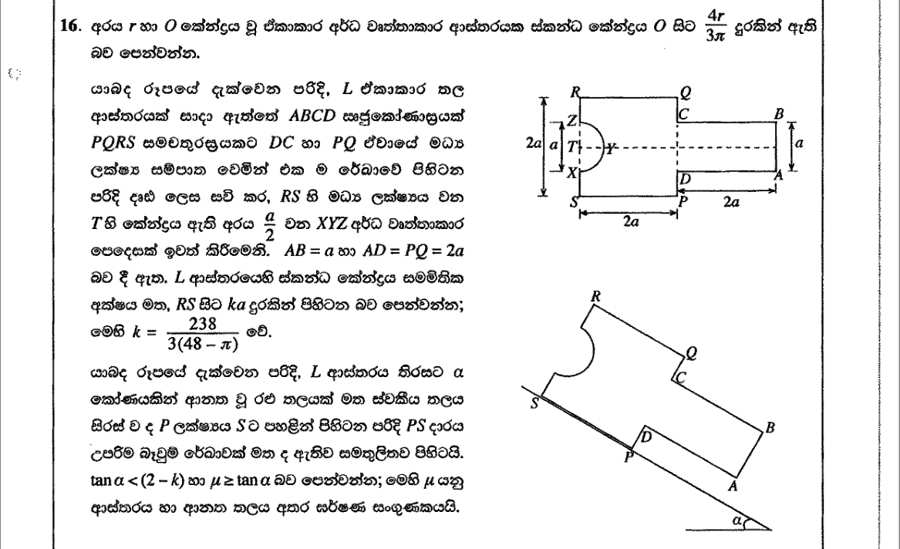 16. අරය r හා O කේන්ද්‍රය වූ ඒකාකාර අර්ධ වෘත්තාකාර ආස්තරයක ස්කන්ධ කේන්ද්‍රය O සිට 4r/3π දුරකින් ඇති
බව පෙන්වන්න.
යාබද රූපයේ දැක්වෙන පරිදි, L ඒකාකාර තල
ආස්තරයක් සාදා ඇත්තේ ABCD ඍජුකෝණාස්‍රයක්
PQRS සමචතුරස්‍රයකට DC හා PQ ඒවායේ මධ්‍ය
ලක්ෂ්‍ය සම්පාත වෙමින් එක ම රේඛාවේ පිහිටන
පරිදි දෘඪ ලෙස සවි කර, RS හි මධ්‍ය ලක්ෂ්‍යය වන
T හි කේන්ද්‍රය ඇති අරය a/2 වන XYZ අර්ධ වෘත්තාකාර
පෙදෙසක් ඉවත් කිරීමෙනි. AB = a හා AD = PQ = 2a
බව දී ඇත. L ආස්තරයෙහි ස්කන්ධ කේන්ද්‍රය සමමිතික
අක්ෂය මත, RS සිට ka දුරකින් පිහිටන බව පෙන්වන්න;
මෙහි k = 238/3(48 – π) වේ.
යාබද රූපයේ දැක්වෙන පරිදි, L ආස්තරය තිරසට α
කෝණයකින් ආනත වූ රළු තලයක් මත ස්වකීය තලය
සිරස් ව ද P ලක්ෂ්‍යය S ට පහළින් පිහිටන පරිදි PS දාරය
උපරිම බෑවුම් රේඛාවක් මත ද ඇතිව සමතුලිතව පිහිටයි.
tan α < (2 – k) හා μ ≥ tan α බව පෙන්වන්න; මෙහි μ යනු
ආස්තරය හා ආනත තලය අතර ඝර්ෂණ සංගුණකයයි.
R Q
Z C B
2a a T Y a
X D A
S P
2a 2a
R
Q
C
S
B
D
P
A
α